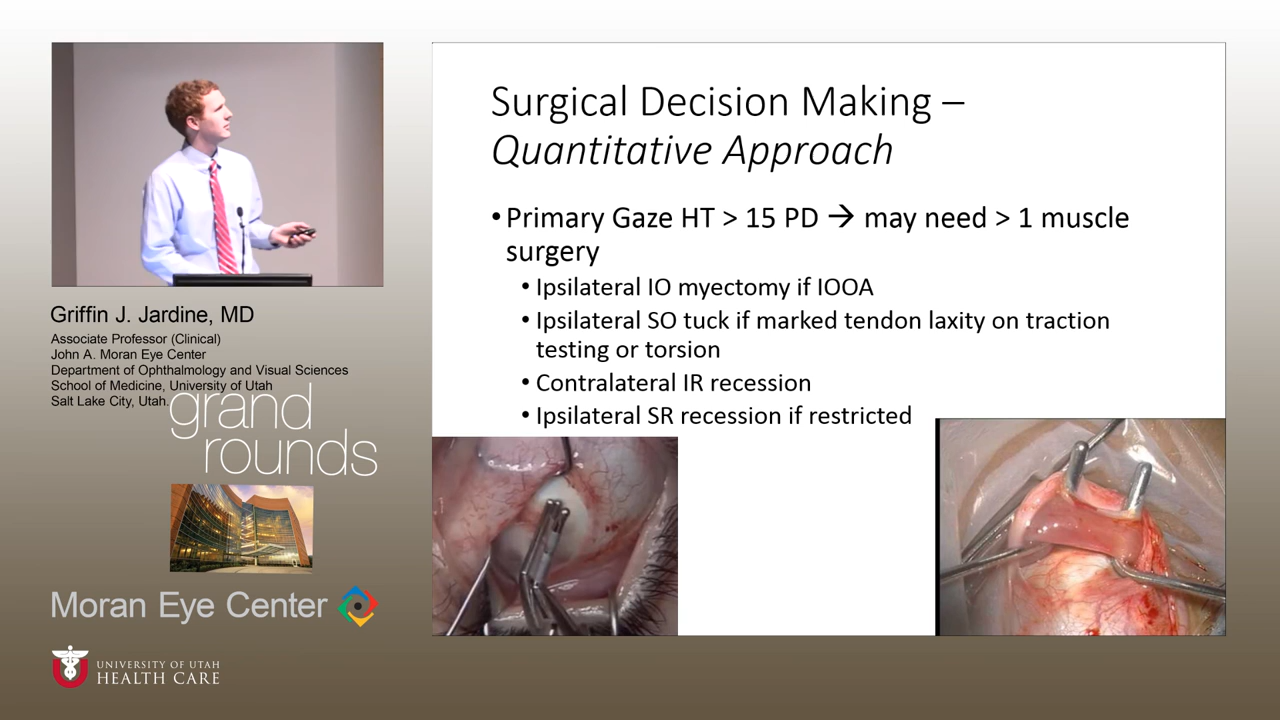 Surgical Decision Making –
Quantitative Approach
• Primary Gaze HT > 15 PD → may need > 1 muscle
surgery
• Ipsilateral IO myectomy if IOOA
• Ipsilateral SO tuck if marked tendon laxity on traction
testing or torsion
• Contralateral IR recession
• Ipsilateral SR recession if restricted
Griffin J. Jardine, MD
Associate Professor (Clinical)
John A. Moran Eye Center
Department of Ophthalmology and Visual Sciences
School of Medicine, University of Utah
Salt Lake City, Utah.
grand
rounds
Moran Eye Center
U
UNIVERSITY OF UTAH
HEALTH CARE